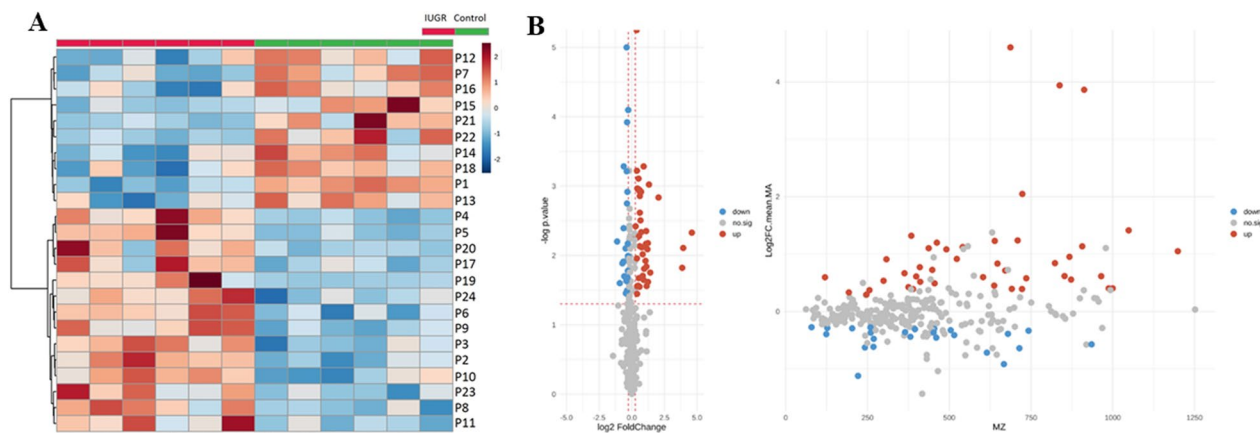 A
IUGR Control
P12
P7
P16
P15
P21
P22
P14
P18
P1
P13
P4
P5
P20
P17
P19
P24
P6
P9
P3
P2
P10
P23
P8
P11
2
1
0
-1
-2
B
-log p.value
5
4
3
2
1
0
-5.0 -2.5 0.0 2.5 5.0
log2 FoldChange
down
no.sig
up
Log2FC.mean.MA
4
2
0
0 250 500 750 1000 1250
MZ
down
no.sig
up